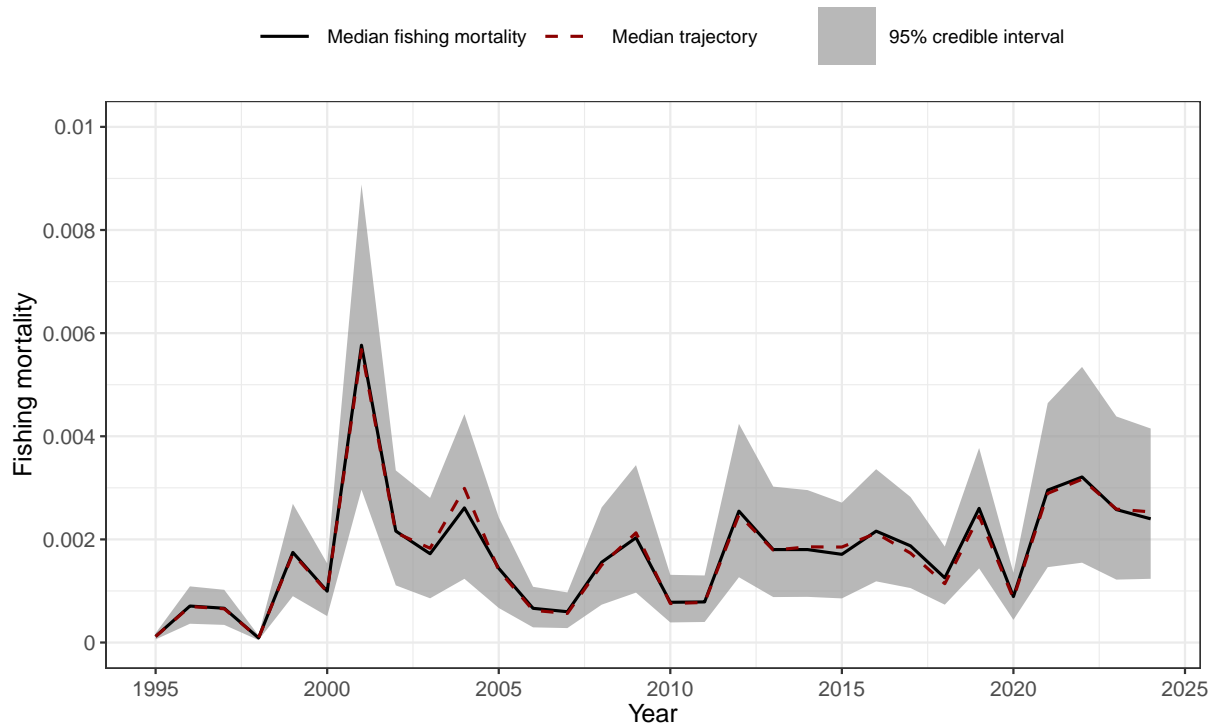 Median fishing mortality Median trajectory 95% credible interval
0.01
0.008
0.006
0.004
0.002
0
Fishing mortality
1995 2000 2005 2010 2015 2020 2025
Year